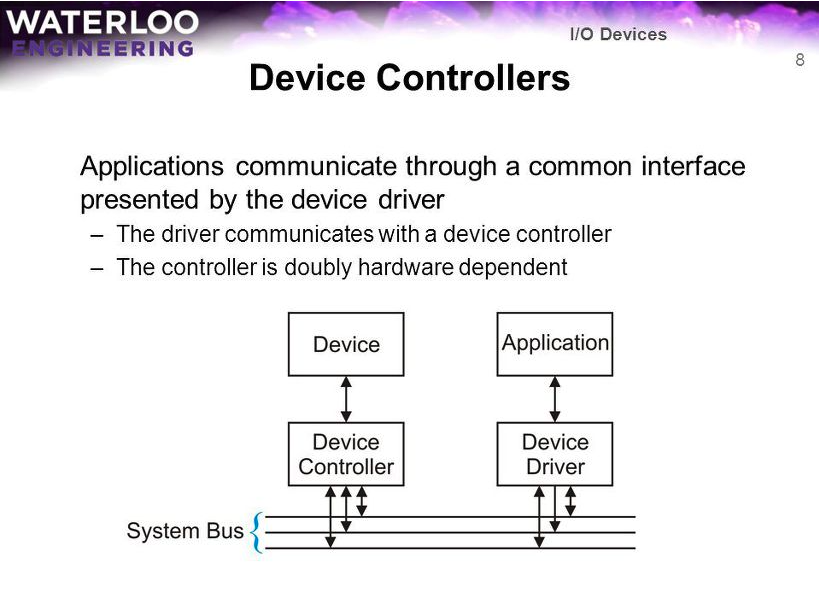 WATERLOO
ENGINEERING
I/O Devices
8
Device Controllers
Applications communicate through a common interface
presented by the device driver
– The driver communicates with a device controller
– The controller is doubly hardware dependent
Device
Application
Device
Controller
Device
Driver
System Bus